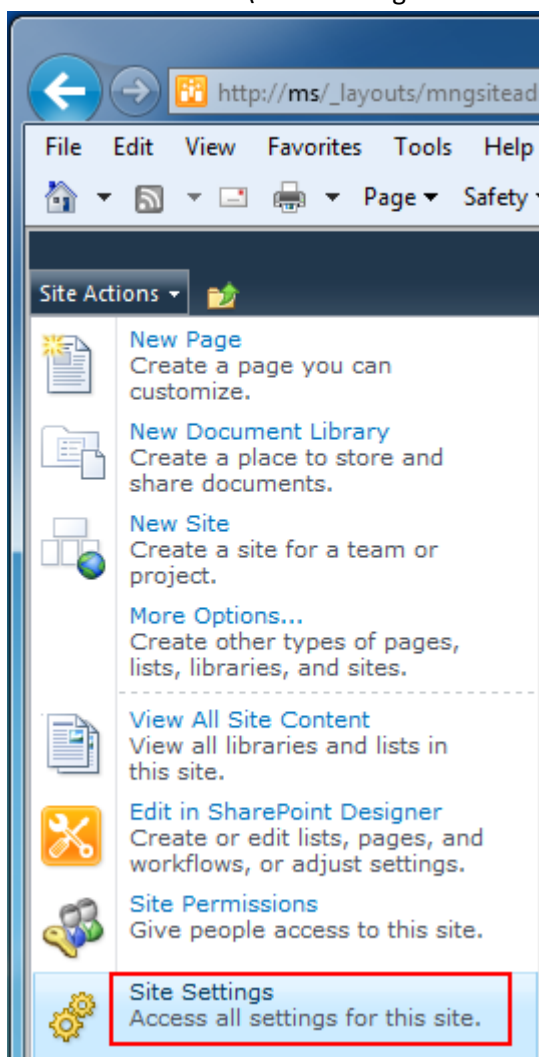 http://ms/_layouts/mngsitead
File Edit View Favorites Tools Help
Page Safety
Site Actions
New Page
Create a page you can
customize.
New Document Library
Create a place to store and
share documents.
New Site
Create a site for a team or
project.
More Options...
Create other types of pages,
lists, libraries, and sites.
View All Site Content
View all libraries and lists in
this site.
Edit in SharePoint Designer
Create or edit lists, pages, and
workflows, or adjust settings.
Site Permissions
Give people access to this site.
Site Settings
Access all settings for this site.